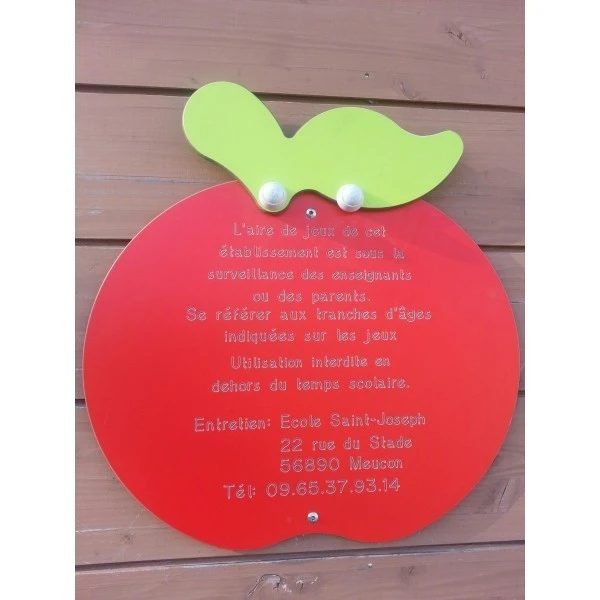 L'aire de jeux de cet
établissement est sous la
surveillance des enseignants
ou des parents.
Se référer aux tranches d'âges
indiquées sur les jeux
Utilisation interdite en
dehors du temps scolaire.
Entretien: Ecole Saint-Joseph
22 rue du Stade
56890 Meucon
Tél: 09.65.37.93.14